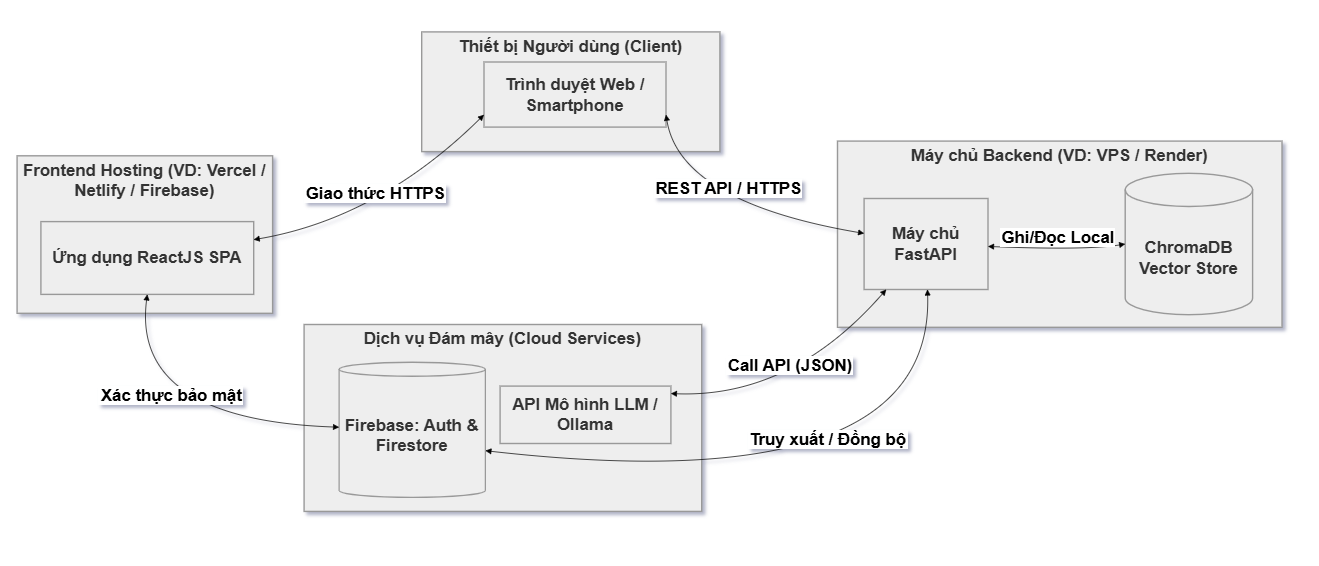 Thiết bị Người dùng (Client)
Trình duyệt Web /
Smartphone
Frontend Hosting (VD: Vercel /
Netlify / Firebase)
Ứng dụng ReactJS SPA
Giao thức HTTPS
REST API / HTTPS
Máy chủ Backend (VD: VPS / Render)
Máy chủ
FastAPI
Ghi/Đọc Local
ChromaDB
Vector Store
Dịch vụ Đám mây (Cloud Services)
Firebase: Auth &
Firestore
API Mô hình LLM /
Ollama
Xác thực bảo mật
Call API (JSON)
Truy xuất / Đồng bộ